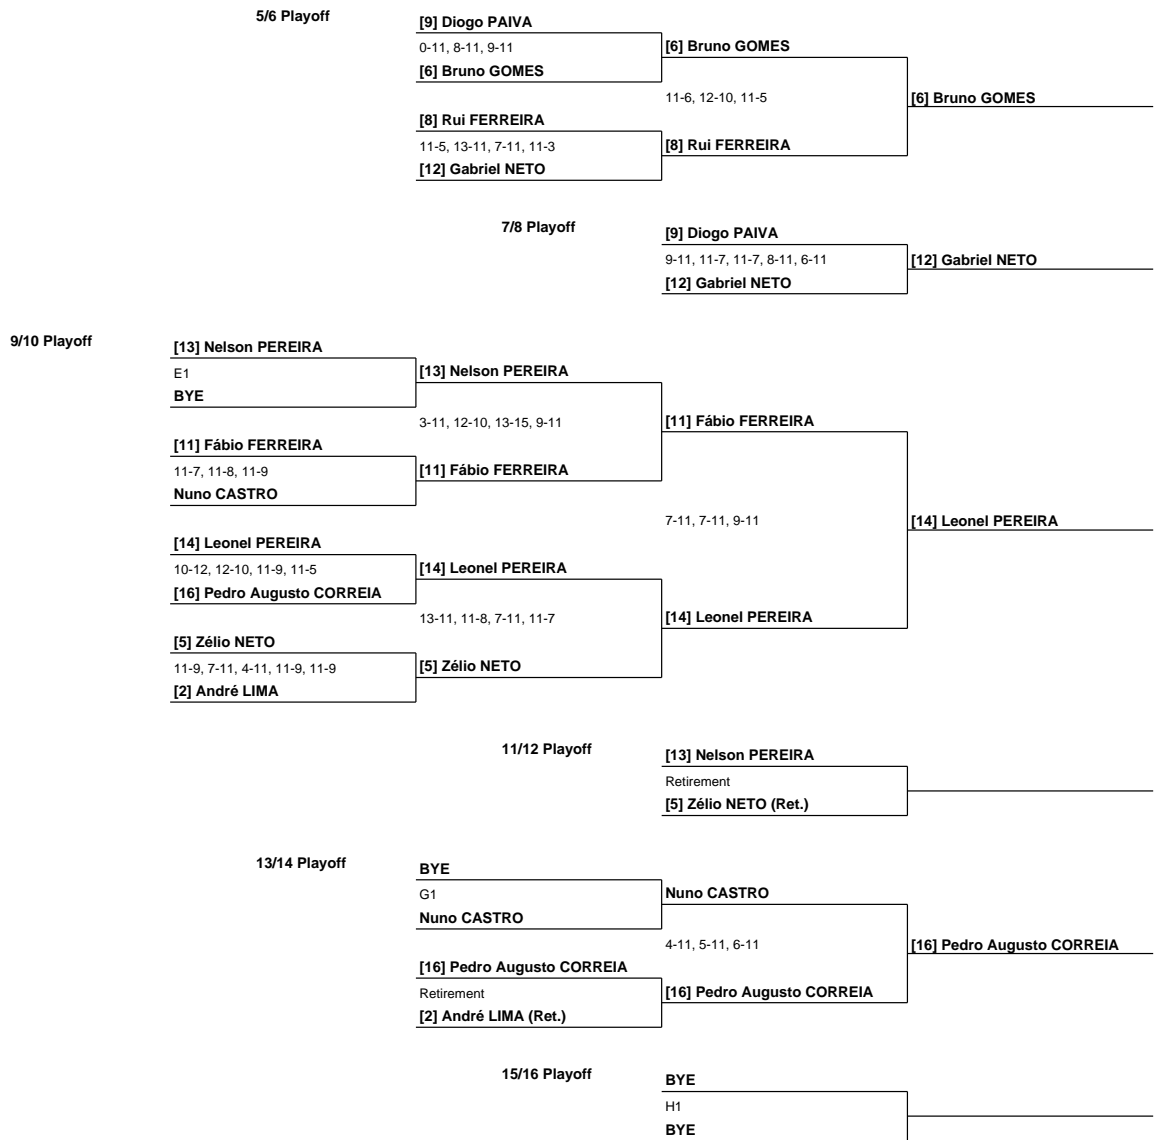 5/6 Playoff
[9] Diogo PAIVA
0-11, 8-11, 9-11
[6] Bruno GOMES
[6] Bruno GOMES
11-6, 12-10, 11-5
[6] Bruno GOMES
[8] Rui FERREIRA
11-5, 13-11, 7-11, 11-3
[8] Rui FERREIRA
[12] Gabriel NETO
7/8 Playoff
[9] Diogo PAIVA
9-11, 11-7, 11-7, 8-11, 6-11
[12] Gabriel NETO
[12] Gabriel NETO
9/10 Playoff
[13] Nelson PEREIRA
E1
[13] Nelson PEREIRA
BYE
3-11, 12-10, 13-15, 9-11
[11] Fábio FERREIRA
[11] Fábio FERREIRA
11-7, 11-8, 11-9
[11] Fábio FERREIRA
Nuno CASTRO
7-11, 7-11, 9-11
[14] Leonel PEREIRA
[14] Leonel PEREIRA
10-12, 12-10, 11-9, 11-5
[14] Leonel PEREIRA
[16] Pedro Augusto CORREIA
13-11, 11-8, 7-11, 11-7
[14] Leonel PEREIRA
[5] Zélio NETO
11-9, 7-11, 4-11, 11-9, 11-9
[5] Zélio NETO
[2] André LIMA
11/12 Playoff
[13] Nelson PEREIRA
Retirement
[5] Zélio NETO (Ret.)
13/14 Playoff
BYE
G1
Nuno CASTRO
Nuno CASTRO
4-11, 5-11, 6-11
[16] Pedro Augusto CORREIA
[16] Pedro Augusto CORREIA
Retirement
[16] Pedro Augusto CORREIA
[2] André LIMA (Ret.)
15/16 Playoff
BYE
H1
BYE